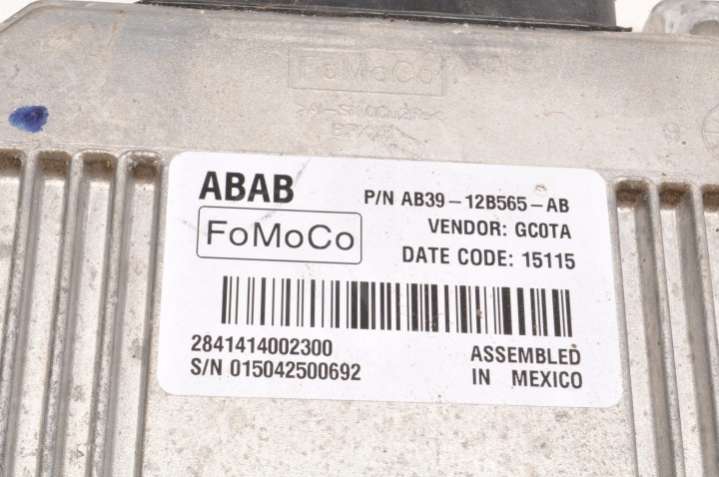 FoMoCo
ABAB
P/N AB39-12B565-AB
FoMoCo
VENDOR: GC0TA
DATE CODE: 15115
2841414002300
S/N 015042500692
ASSEMBLED
IN MEXICO